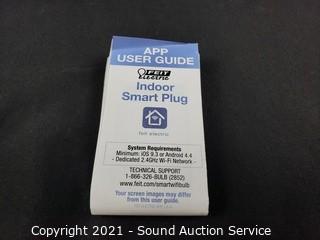 APP
USER GUIDE
FEIT
Electric
Indoor
Smart Plug
feit electric
System Requirements
Minimum: iOS 9.3 or Android 4.4
- Dedicated 2.4GHz Wi-Fi Network -
TECHNICAL SUPPORT
1-866-326-BULB (2852)
www.feit.com/smartwifibulb
Your screen images may differ
from this user guide.
Copyright 2021 - Sound Auction Service